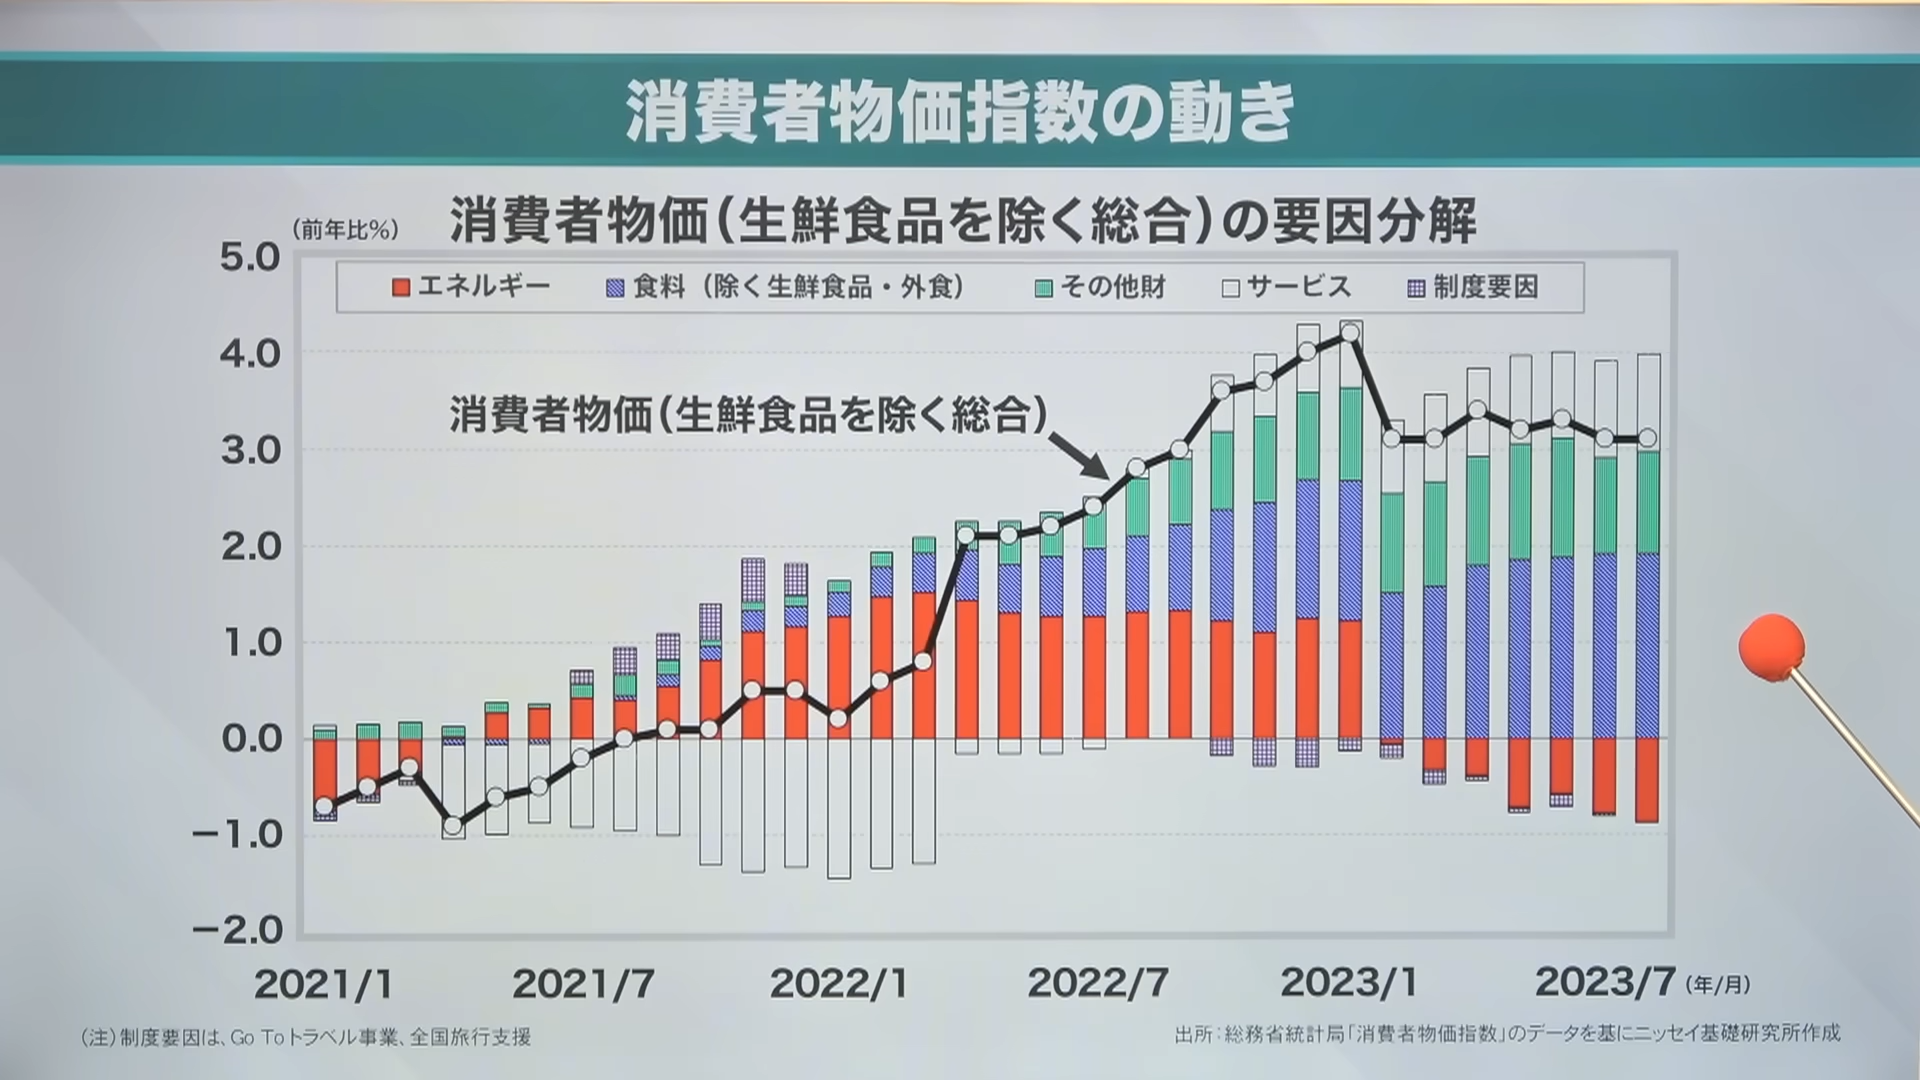 消費者物価指数の動き
消費者物価(生鮮食品を除く総合)の要因分解
(前年比%)
エネルギー 食料(除く生鮮食品・外食) その他財 サービス 制度要因
5.0
4.0
3.0
2.0
1.0
0.0
−1.0
−2.0
消費者物価(生鮮食品を除く総合)
2021/1 2021/7 2022/1 2022/7 2023/1 2023/7 (年/月)
(注)制度要因は、Go Toトラベル事業、全国旅行支援
出所:総務省統計局「消費者物価指数」のデータを基にニッセイ基礎研究所作成